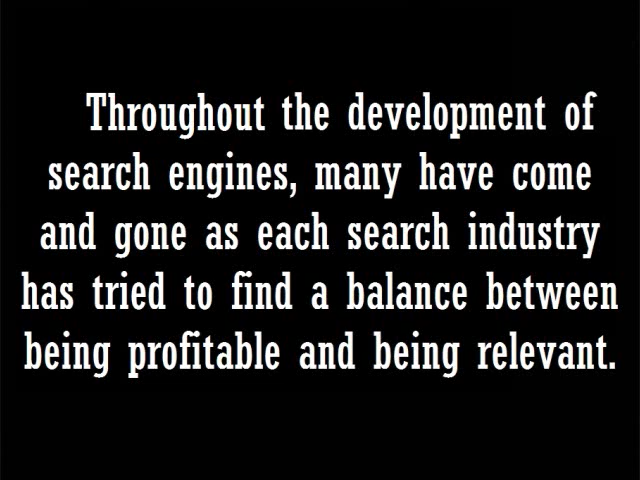 Throughout the development of
search engines, many have come
and gone as each search industry
has tried to find a balance between
being profitable and being relevant.